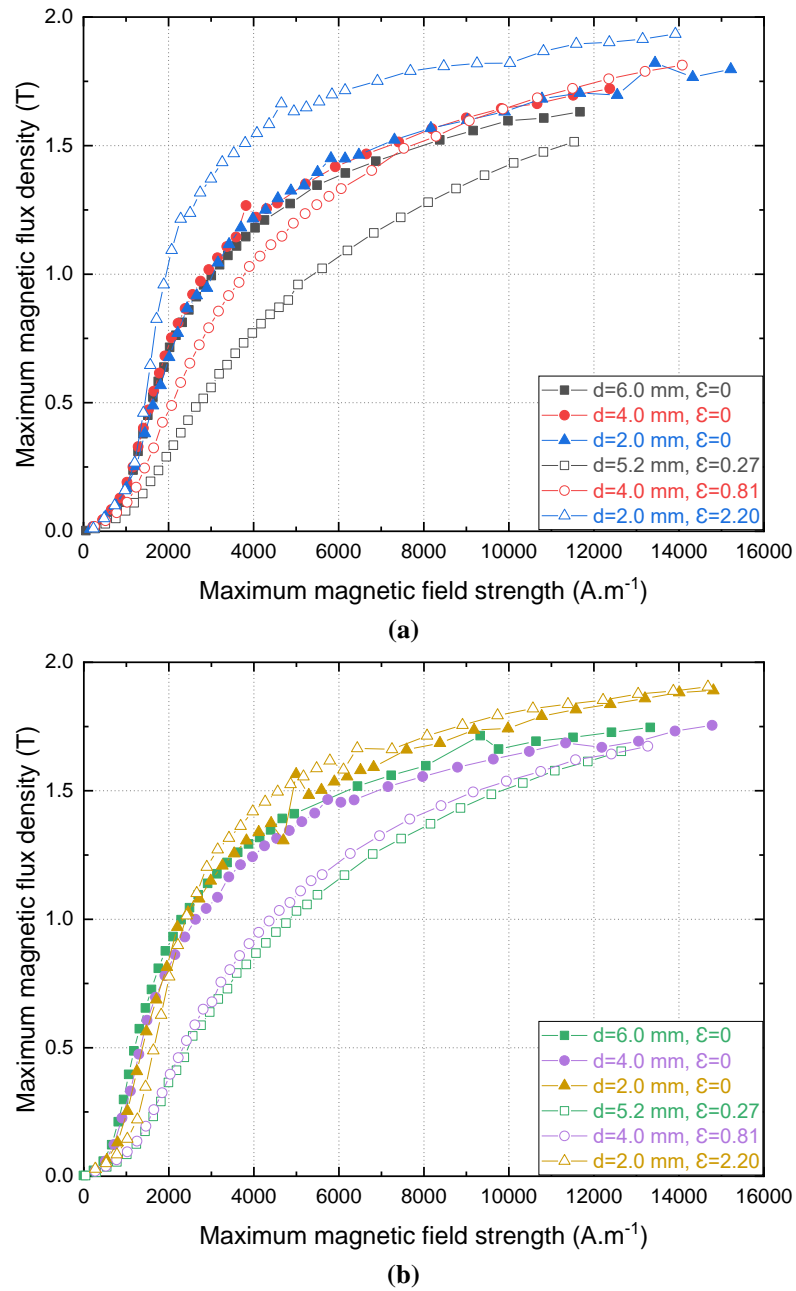 2.0
1.5
1.0
0.5
0.0
Maximum magnetic flux density (T)
d=6.0 mm, Ɛ=0
d=4.0 mm, Ɛ=0
d=2.0 mm, Ɛ=0
d=5.2 mm, Ɛ=0.27
d=4.0 mm, Ɛ=0.81
d=2.0 mm, Ɛ=2.20
0 2000 4000 6000 8000 10000 12000 14000 16000
Maximum magnetic field strength (A.m⁻¹)
(a)
2.0
1.5
1.0
0.5
0.0
Maximum magnetic flux density (T)
d=6.0 mm, Ɛ=0
d=4.0 mm, Ɛ=0
d=2.0 mm, Ɛ=0
d=5.2 mm, Ɛ=0.27
d=4.0 mm, Ɛ=0.81
d=2.0 mm, Ɛ=2.20
0 2000 4000 6000 8000 10000 12000 14000 16000
Maximum magnetic field strength (A.m⁻¹)
(b)